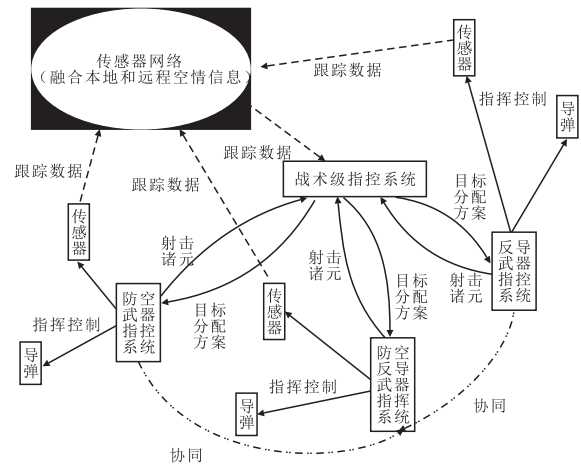 传感器网络
（融合本地和远程空情信息）
传感器
跟踪数据
指挥控制
导弹
跟踪数据
跟踪数据
跟踪数据
战术级指控系统
目标
分配
方案
传感器
射击
诸元
反导
武器
指控
系统
射击
诸元
防空
武器
指控
系统
目标
分配
方案
传感器
目标
分配
方案
射击
诸元
指挥控制
导弹
防空
反导
武器
指挥
系统
指挥控制
导弹
协同
协同